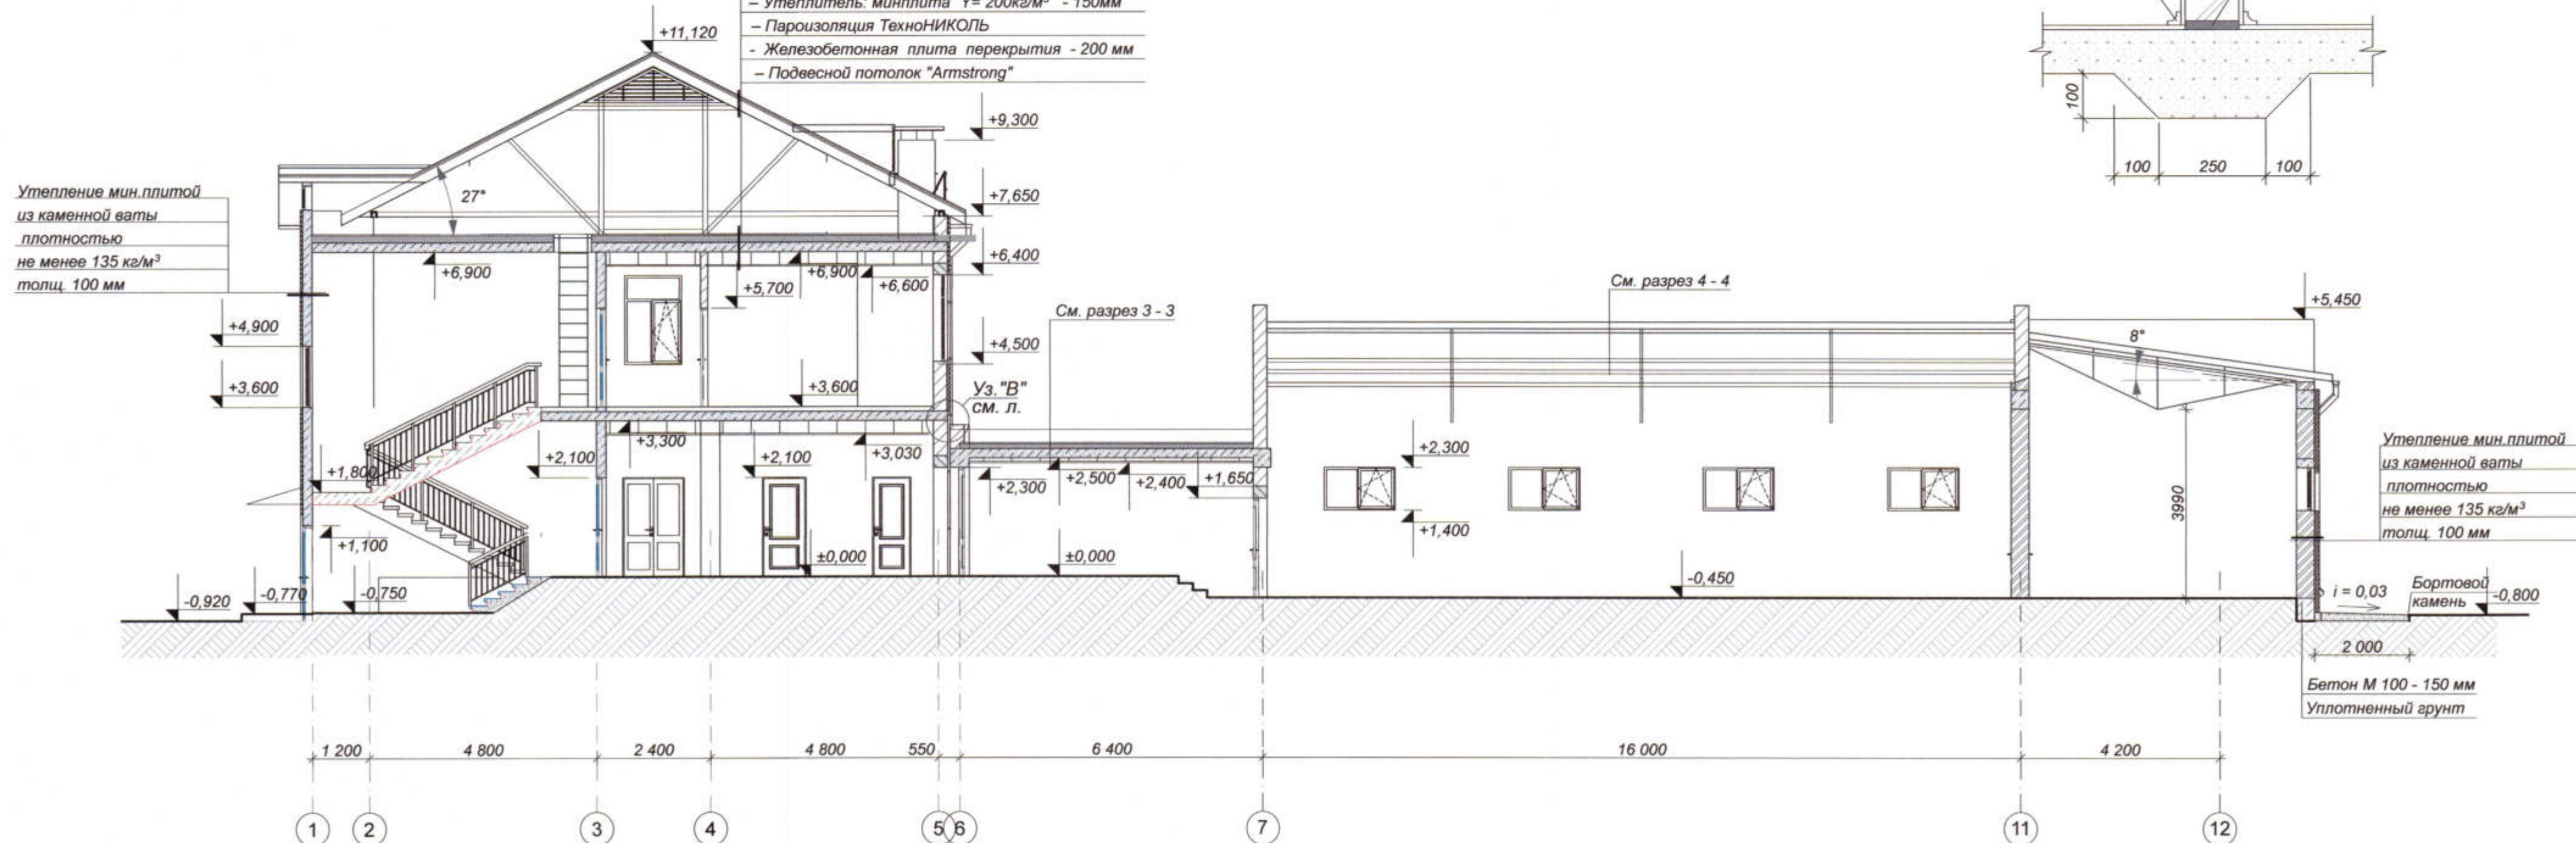 – Утеплитель: минплита Y= 200кг/м³ - 150мм
– Пароизоляция ТехноНИКОЛЬ
- Железобетонная плита перекрытия - 200 мм
– Подвесной потолок "Armstrong"
+11,120
+9,300
+7,650
+6,400
+4,500
27°
Утепление мин.плитой
из каменной ваты
плотностью
не менее 135 кг/м³
толщ. 100 мм
+4,900
+3,600
+6,900
+6,900
+6,600
+5,700
+3,600
+3,300
+3,030
+2,100
+2,100
+1,800
+1,100
±0,000
-0,920
-0,770
-0,750
Уз."В"
см. л.
См. разрез 3 - 3
+2,300
+2,500
+2,400
+1,650
±0,000
См. разрез 4 - 4
+2,300
+1,400
-0,450
+5,450
8°
3990
Утепление мин.плитой
из каменной ваты
плотностью
не менее 135 кг/м³
толщ. 100 мм
i = 0,03
Бортовой
камень
-0,800
2 000
Бетон М 100 - 150 мм
Уплотненный грунт
100
100 250 100
1 200 4 800 2 400 4 800 550 6 400 16 000 4 200
1 2 3 4 5 6 7 11 12